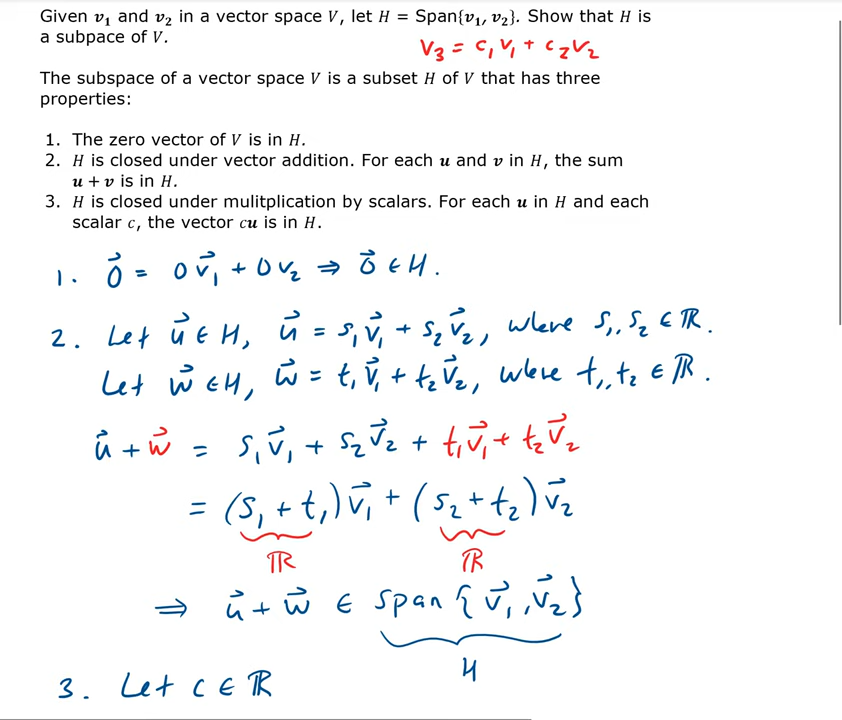 Given v₁ and v₂ in a vector space V, let H = Span{v₁, v₂}. Show that H is
a subpace of V.
V₃ = c₁V₁ + c₂V₂
The subspace of a vector space V is a subset H of V that has three
properties:
1. The zero vector of V is in H.
2. H is closed under vector addition. For each u and v in H, the sum
u + v is in H.
3. H is closed under mulitplication by scalars. For each u in H and each
scalar c, the vector cu is in H.
1. 0⃗ = 0v⃗₁ + 0v₂ ⇒ 0⃗ ∈ H.
2. Let u⃗ ∈ H, u⃗ = s₁v⃗₁ + s₂v⃗₂, where s₁, s₂ ∈ ℝ.
Let w⃗ ∈ H, w⃗ = t₁v⃗₁ + t₂v⃗₂, where t₁, t₂ ∈ ℝ.
u⃗ + w⃗ = s₁v⃗₁ + s₂v⃗₂ + t₁v⃗₁ + t₂v⃗₂
= (s₁ + t₁)v⃗₁ + (s₂ + t₂)v⃗₂
ℝ ℝ
⇒ u⃗ + w⃗ ∈ span{v⃗₁, v⃗₂}
H
3. Let c ∈ ℝ